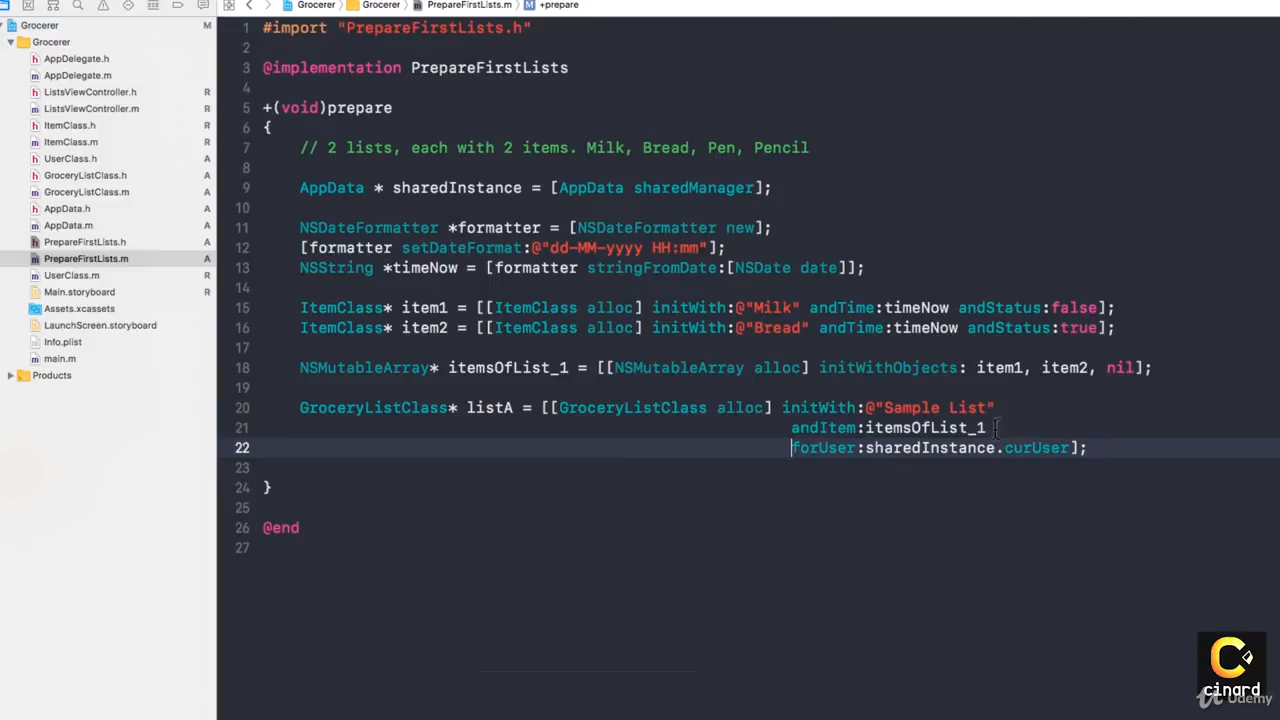 Grocerer
Grocerer
PrepareFirstLists.m
M
+prepare
Grocerer
M
Grocerer
h
AppDelegate.h
m
AppDelegate.m
h
ListsViewController.h
R
m
ListsViewController.m
R
h
ItemClass.h
R
m
ItemClass.m
R
h
UserClass.h
A
h
GroceryListClass.h
A
m
GroceryListClass.m
A
h
AppData.h
A
m
AppData.m
A
h
PrepareFirstLists.h
A
m
PrepareFirstLists.m
A
m
UserClass.m
R
Main.storyboard
R
Assets.xcassets
LaunchScreen.storyboard
Info.plist
m
main.m
Products
1 #import "PrepareFirstLists.h"
2
3 @implementation PrepareFirstLists
4
5 +(void)prepare
6 {
7 // 2 lists, each with 2 items. Milk, Bread, Pen, Pencil
8
9 AppData * sharedInstance = [AppData sharedManager];
10
11 NSDateFormatter *formatter = [NSDateFormatter new];
12 [formatter setDateFormat:@"dd-MM-yyyy HH:mm"];
13 NSString *timeNow = [formatter stringFromDate:[NSDate date]];
14
15 ItemClass* item1 = [[ItemClass alloc] initWith:@"Milk" andTime:timeNow andStatus:false];
16 ItemClass* item2 = [[ItemClass alloc] initWith:@"Bread" andTime:timeNow andStatus:true];
17
18 NSMutableArray* itemsOfList_1 = [[NSMutableArray alloc] initWithObjects: item1, item2, nil];
19
20 GroceryListClass* listA = [[GroceryListClass alloc] initWith:@"Sample List"
21 andItem:itemsOfList_1
22 forUser:sharedInstance.curUser];
23
24 }
25
26 @end
27
cinard
Udemy